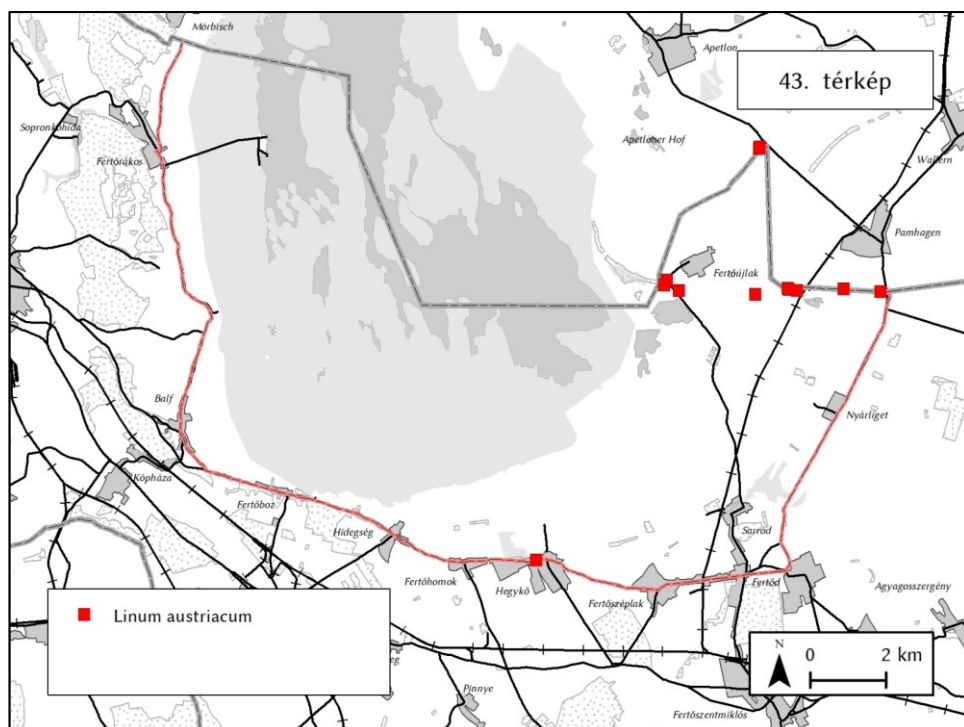 Mörbisch
Apetlon
43. térkép
Sopronkőhida
Fertőrákos
Apetloner Hof
Wallern
Pamhagen
Fertőújlak
Balf
Nyárliget
Kópháza
Fertőboz
Hidegség
Sarród
Fertőhomok
Hegykő
Fertőszéplak
Fertőd
Agyagosszergény
Linum austriacum
N
0 2 km
Pinnye
Fertőszentmiklós